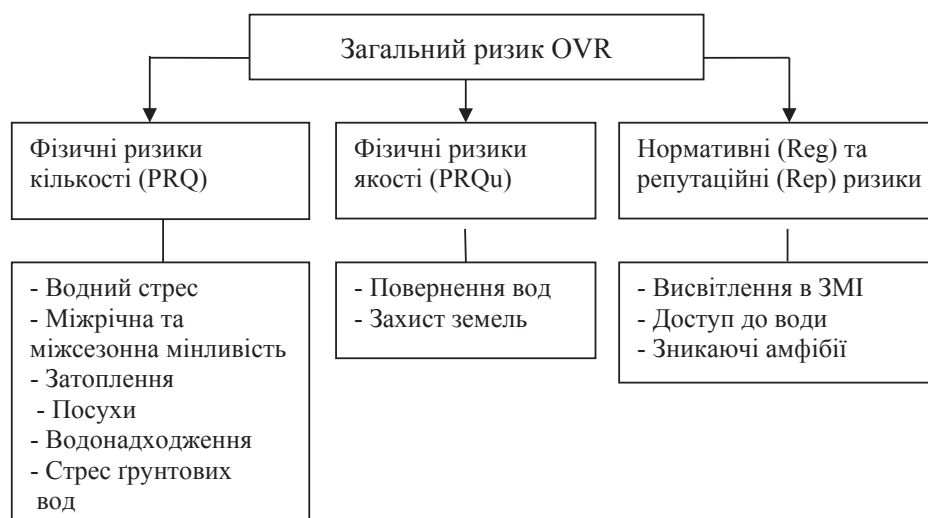 Загальний ризик OVR
Фізичні ризики
кількості (PRQ)
Фізичні ризики
якості (PRQu)
Нормативні (Reg) та
репутаційні (Rep) ризики
- Водний стрес
- Міжрічна та
міжсезонна мінливість
- Затоплення
- Посухи
- Водонадходження
- Стрес ґрунтових
вод
- Повернення вод
- Захист земель
- Висвітлення в ЗМІ
- Доступ до води
- Зникаючі амфібії